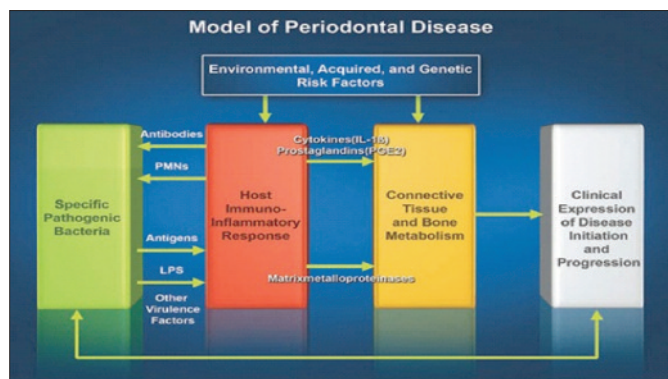 Model of Periodontal Disease
Environmental, Acquired, and Genetic
Risk Factors
Specific
Pathogenic
Bacteria
Antibodies
PMNs
Antigens
LPS
Other
Virulence
Factors
Host
Immuno-
Inflammatory
Response
Cytokines(IL-1ß)
Prostaglandins(PGE2)
Matrixmetalloproteinases
Connective
Tissue
and Bone
Metabolism
Clinical
Expression
of Disease
Initiation
and
Progression